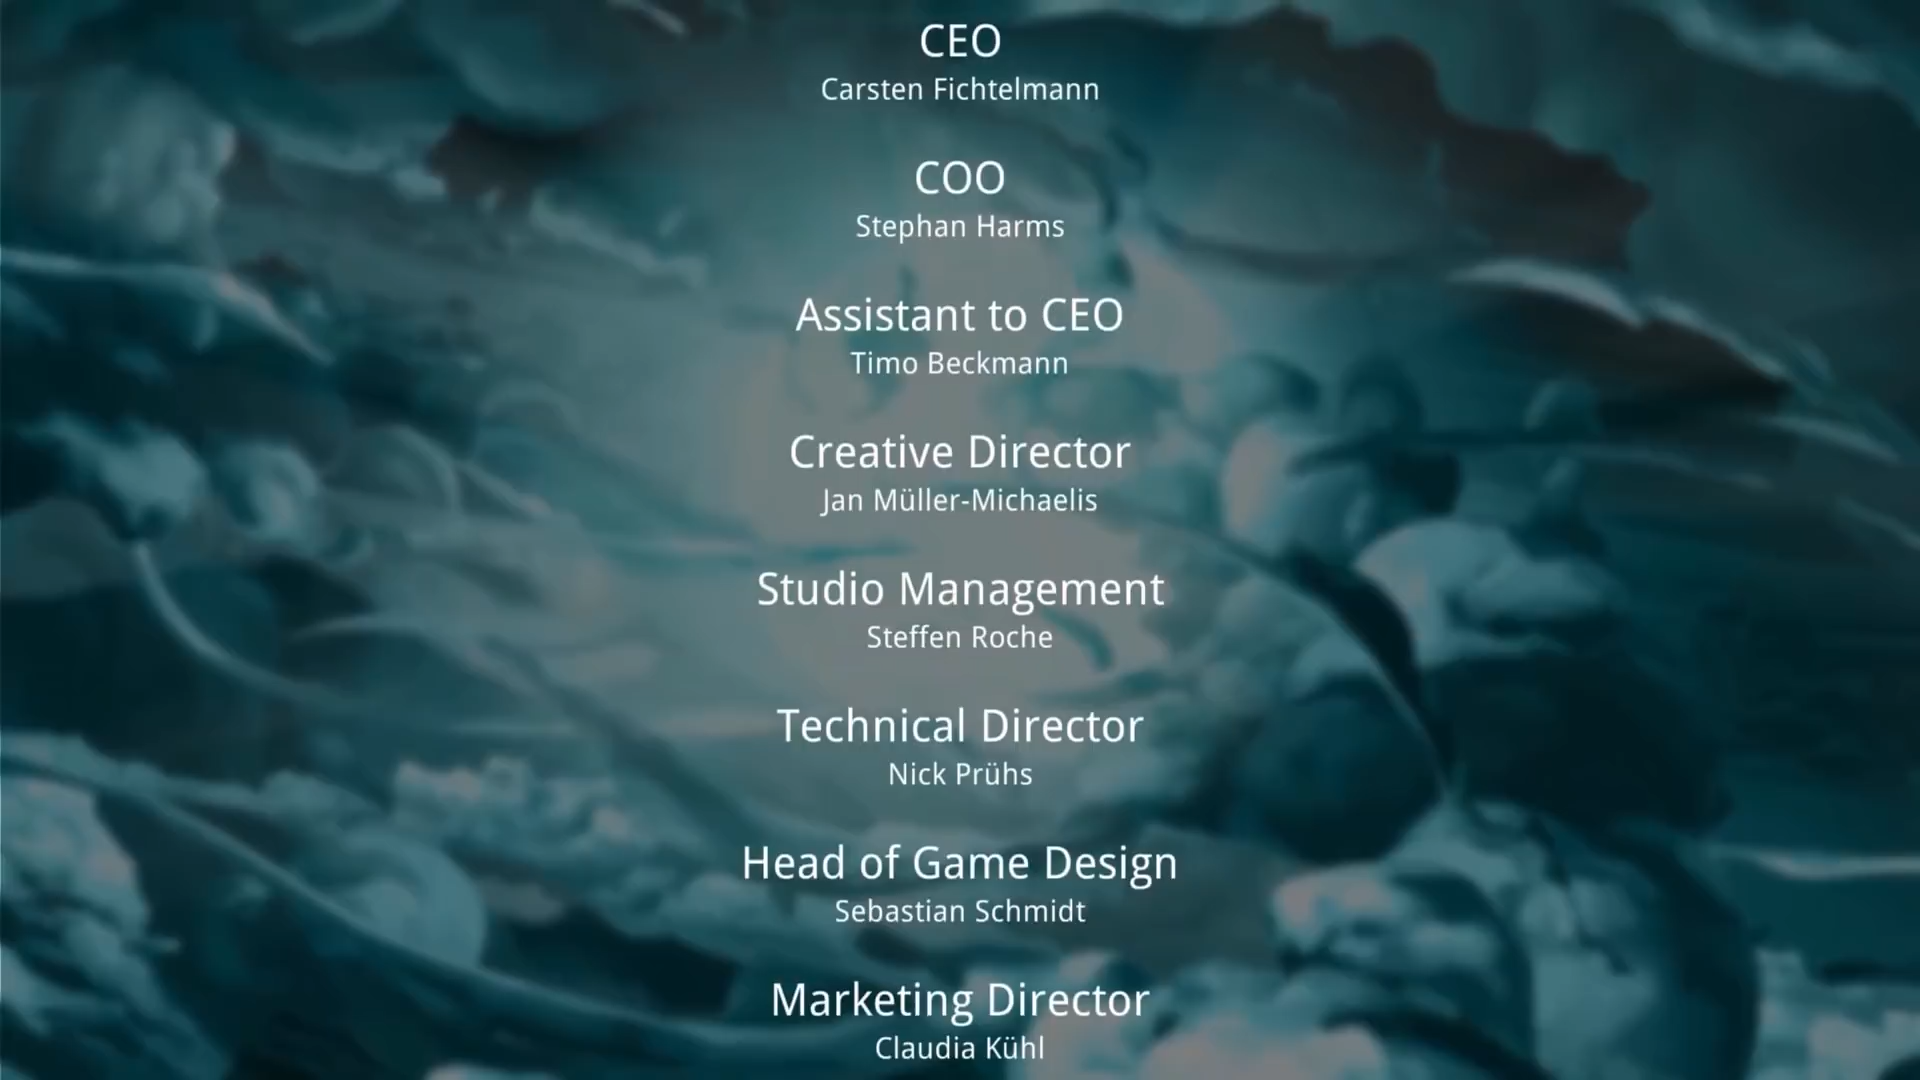 CEO
Carsten Fichtelmann
COO
Stephan Harms
Assistant to CEO
Timo Beckmann
Creative Director
Jan Müller-Michaelis
Studio Management
Steffen Roche
Technical Director
Nick Prühs
Head of Game Design
Sebastian Schmidt
Marketing Director
Claudia Kühl